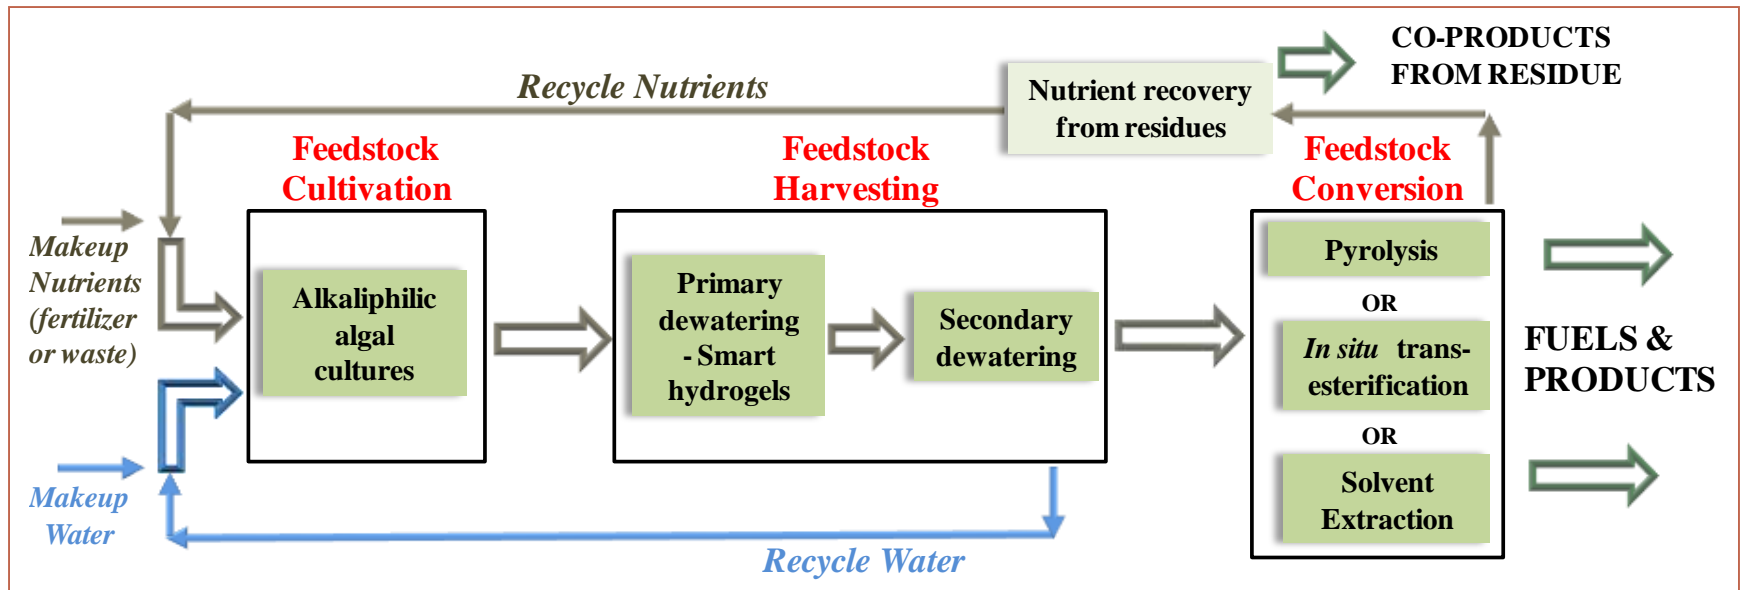 CO-PRODUCTS
FROM RESIDUE
Recycle Nutrients
Nutrient recovery
from residues
Feedstock
Cultivation
Feedstock
Harvesting
Feedstock
Conversion
Makeup
Nutrients
(fertilizer
or waste)
Alkaliphilic
algal
cultures
Primary
dewatering
- Smart
hydrogels
Secondary
dewatering
Pyrolysis
OR
In situ trans-
esterification
OR
Solvent
Extraction
FUELS &
PRODUCTS
Makeup
Water
Recycle Water